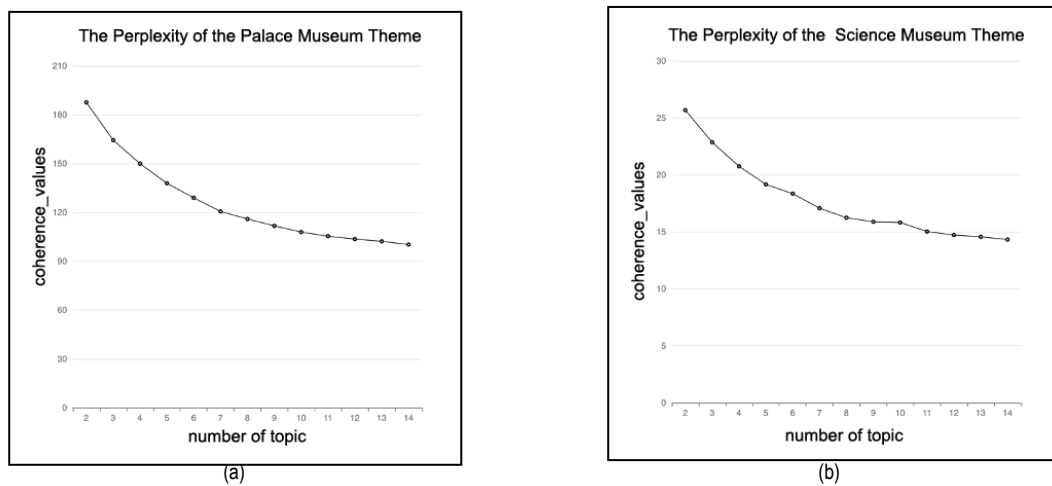 The Perplexity of the Palace Museum Theme
210
180
150
120
90
60
30
0
coherence_values
2 3 4 5 6 7 8 9 10 11 12 13 14
number of topic
(a)
The Perplexity of the Science Museum Theme
30
25
20
15
10
5
0
coherence_values
2 3 4 5 6 7 8 9 10 11 12 13 14
number of topic
(b)